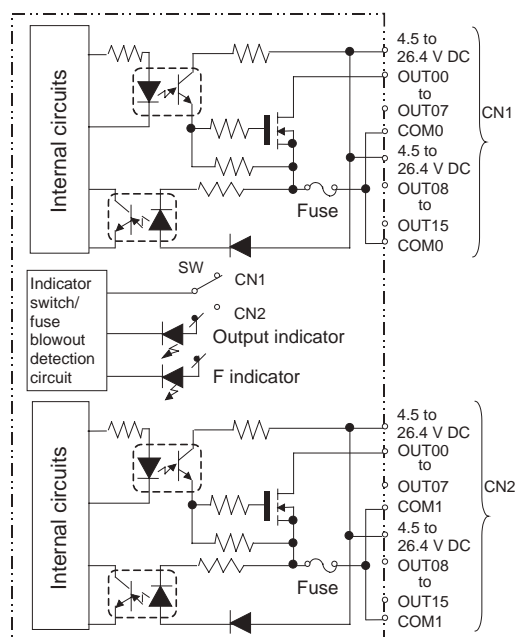 Internal circuits
4.5 to
26.4 V DC
OUT00
to
OUT07
COM0
4.5 to
26.4 V DC
OUT08
to
OUT15
COM0
CN1
Fuse
SW
CN1
CN2
Indicator
switch/
fuse
blowout
detection
circuit
Output indicator
F indicator
Internal circuits
4.5 to
26.4 V DC
OUT00
to
OUT07
COM1
4.5 to
26.4 V DC
OUT08
to
OUT15
COM1
CN2
Fuse